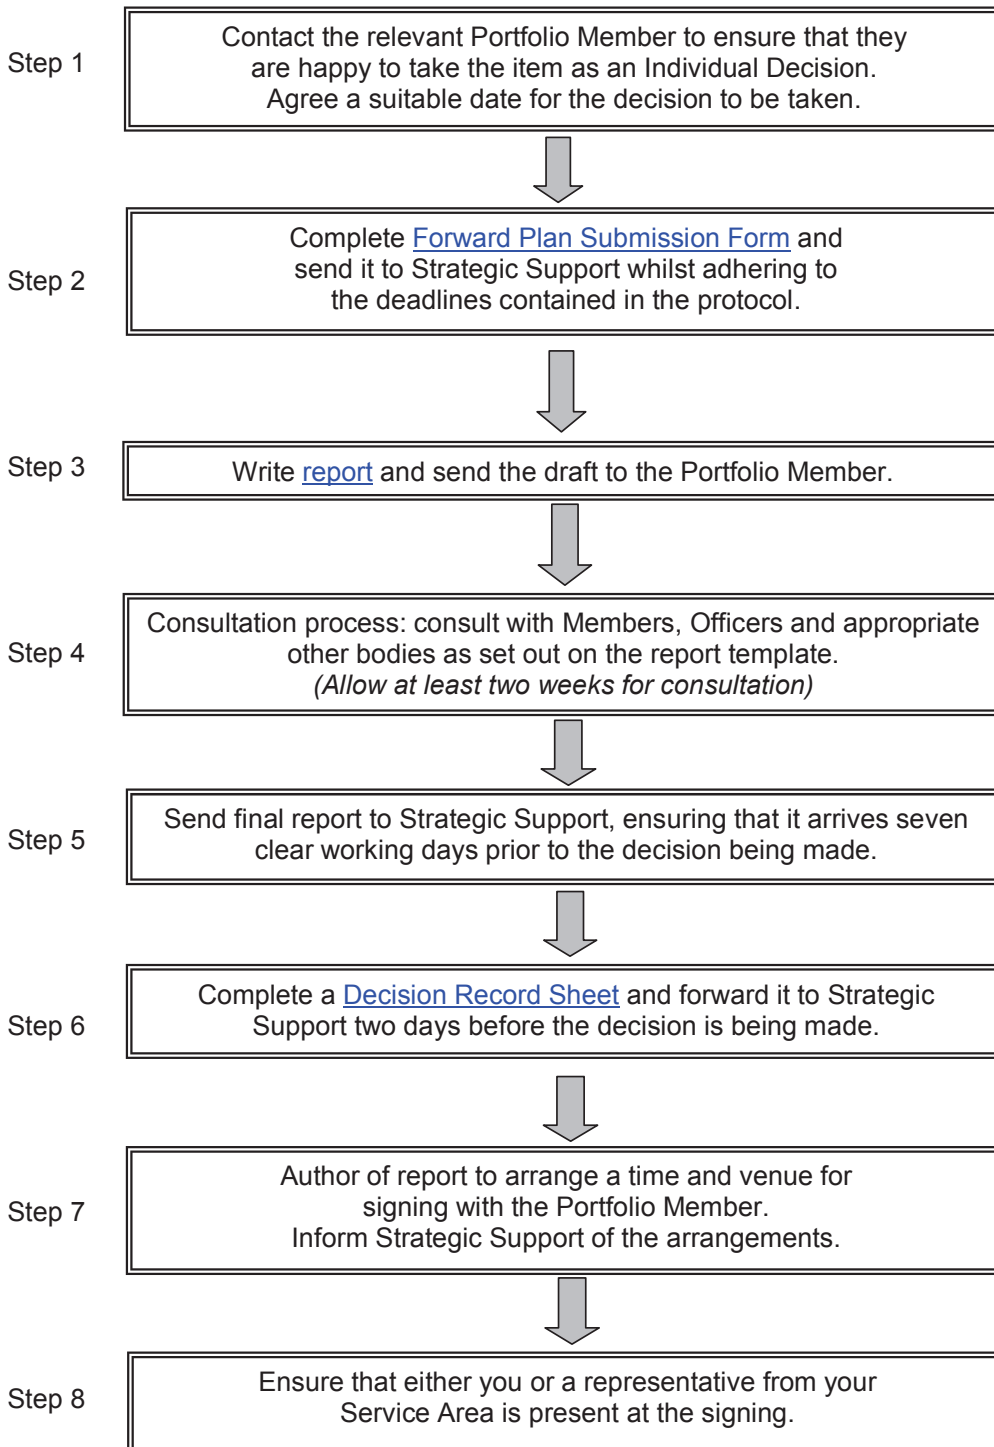 Step 1
Contact the relevant Portfolio Member to ensure that they
are happy to take the item as an Individual Decision.
Agree a suitable date for the decision to be taken.
Step 2
Complete Forward Plan Submission Form and
send it to Strategic Support whilst adhering to
the deadlines contained in the protocol.
Step 3
Write report and send the draft to the Portfolio Member.
Step 4
Consultation process: consult with Members, Officers and appropriate
other bodies as set out on the report template.
(Allow at least two weeks for consultation)
Step 5
Send final report to Strategic Support, ensuring that it arrives seven
clear working days prior to the decision being made.
Step 6
Complete a Decision Record Sheet and forward it to Strategic
Support two days before the decision is being made.
Step 7
Author of report to arrange a time and venue for
signing with the Portfolio Member.
Inform Strategic Support of the arrangements.
Step 8
Ensure that either you or a representative from your
Service Area is present at the signing.